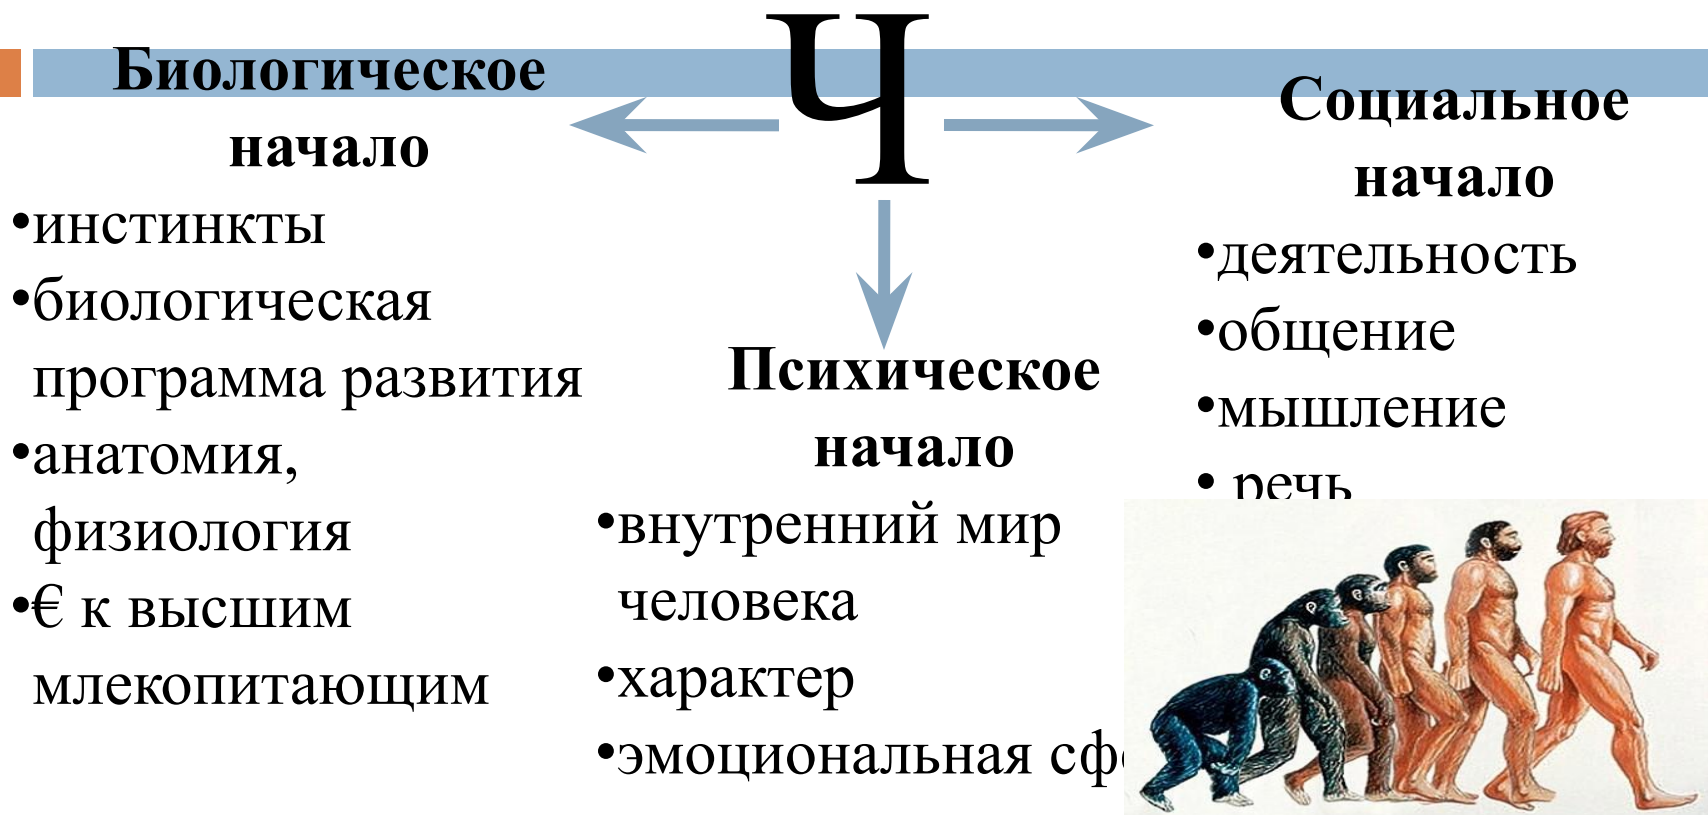 Ч
Биологическое
начало
•инстинкты
•биологическая
программа развития
•анатомия,
физиология
•€ к высшим
млекопитающим
Психическое
начало
•внутренний мир
человека
•характер
•эмоциональная
Социальное
начало
•деятельность
•общение
•мышление
• речь